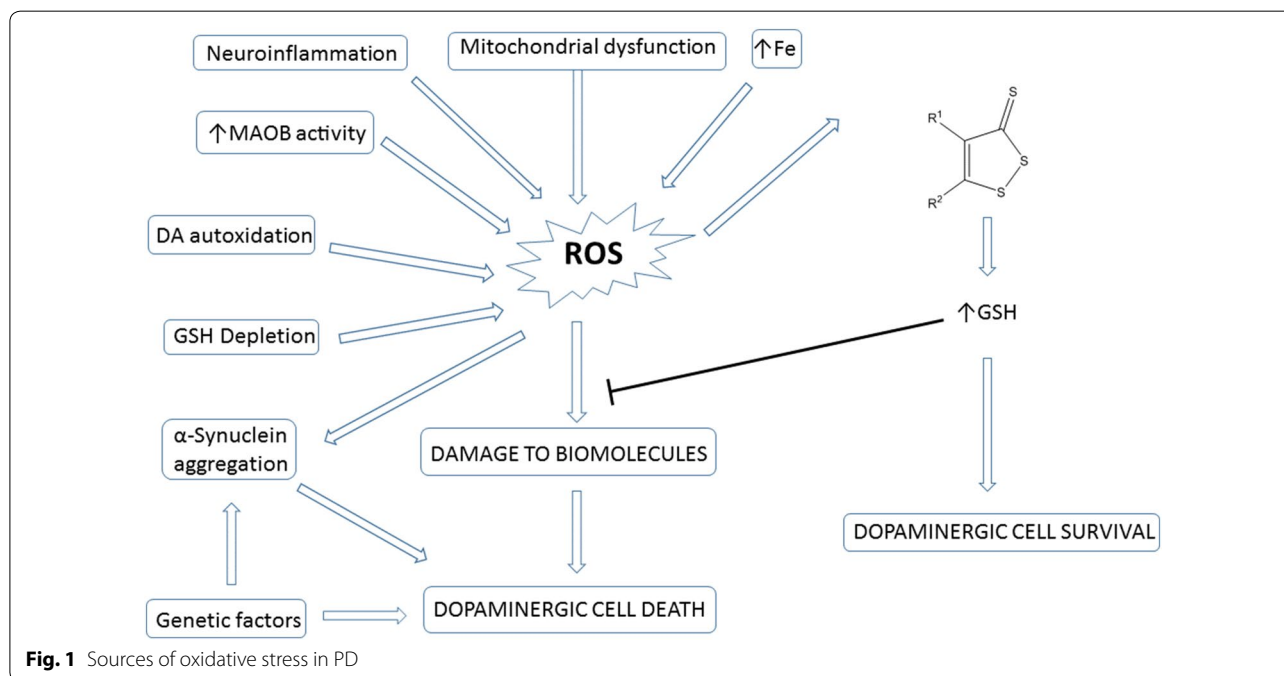 Neuroinflammation
Mitochondrial dysfunction
↑Fe
↑MAOB activity
DA autoxidation
GSH Depletion
ROS
S
R¹
S
S
R²
↑GSH
α-Synuclein
aggregation
DAMAGE TO BIOMOLECULES
DOPAMINERGIC CELL SURVIVAL
Genetic factors
DOPAMINERGIC CELL DEATH
Fig. 1 Sources of oxidative stress in PD